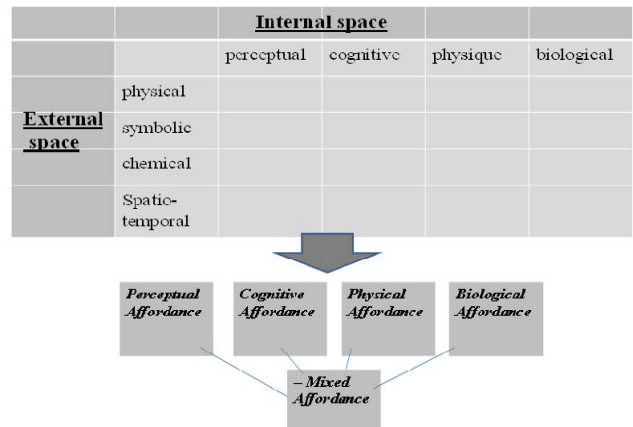 Internal space
perceptual cognitive physique biological
physical
External space
symbolic
chemical
Spatio-
temporal
Perceptual
Affordance
Cognitive
Affordance
Physical
Affordance
Biological
Affordance
– Mixed
Affordance